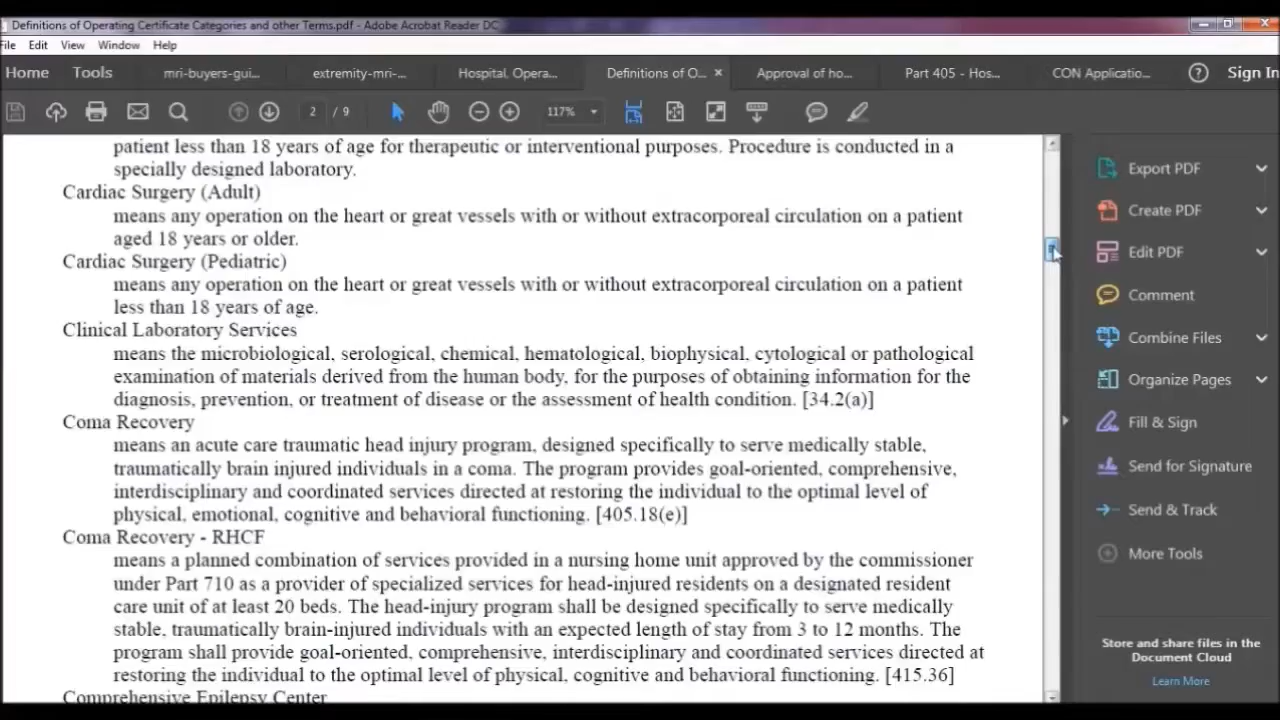 Definitions of Operating Certificate Categories and other Terms.pdf - Adobe Acrobat Reader DC
File Edit View Window Help
Home Tools mri-buyers-gui... extremity-mri-... Hospital, Opera... Definitions of O... × Approval of ho... Part 405 - Hos... CON Applicatio... ? Sign In
2 / 9 117%
patient less than 18 years of age for therapeutic or interventional purposes. Procedure is conducted in a
specially designed laboratory.
Cardiac Surgery (Adult)
means any operation on the heart or great vessels with or without extracorporeal circulation on a patient
aged 18 years or older.
Cardiac Surgery (Pediatric)
means any operation on the heart or great vessels with or without extracorporeal circulation on a patient
less than 18 years of age.
Clinical Laboratory Services
means the microbiological, serological, chemical, hematological, biophysical, cytological or pathological
examination of materials derived from the human body, for the purposes of obtaining information for the
diagnosis, prevention, or treatment of disease or the assessment of health condition. [34.2(a)]
Coma Recovery
means an acute care traumatic head injury program, designed specifically to serve medically stable,
traumatically brain injured individuals in a coma. The program provides goal-oriented, comprehensive,
interdisciplinary and coordinated services directed at restoring the individual to the optimal level of
physical, emotional, cognitive and behavioral functioning. [405.18(e)]
Coma Recovery - RHCF
means a planned combination of services provided in a nursing home unit approved by the commissioner
under Part 710 as a provider of specialized services for head-injured residents on a designated resident
care unit of at least 20 beds. The head-injury program shall be designed specifically to serve medically
stable, traumatically brain-injured individuals with an expected length of stay from 3 to 12 months. The
program shall provide goal-oriented, comprehensive, interdisciplinary and coordinated services directed at
restoring the individual to the optimal level of physical, cognitive and behavioral functioning. [415.36]
Comprehensive Epilepsy Center
Export PDF
Create PDF
Edit PDF
Comment
Combine Files
Organize Pages
Fill & Sign
Send for Signature
Send & Track
More Tools
Store and share files in the
Document Cloud
Learn More